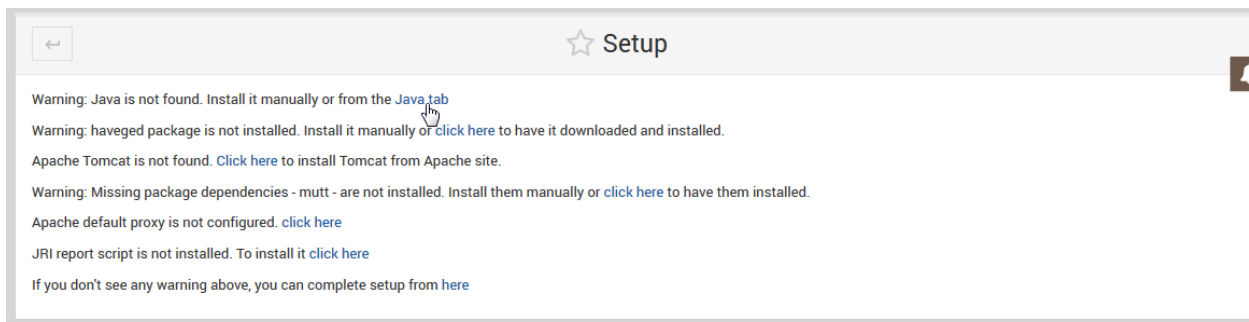 Setup
Warning: Java is not found. Install it manually or from the Java tab
Warning: haveged package is not installed. Install it manually or click here to have it downloaded and installed.
Apache Tomcat is not found. Click here to install Tomcat from Apache site.
Warning: Missing package dependencies - mutt - are not installed. Install them manually or click here to have them installed.
Apache default proxy is not configured. click here
JRI report script is not installed. To install it click here
If you don't see any warning above, you can complete setup from here